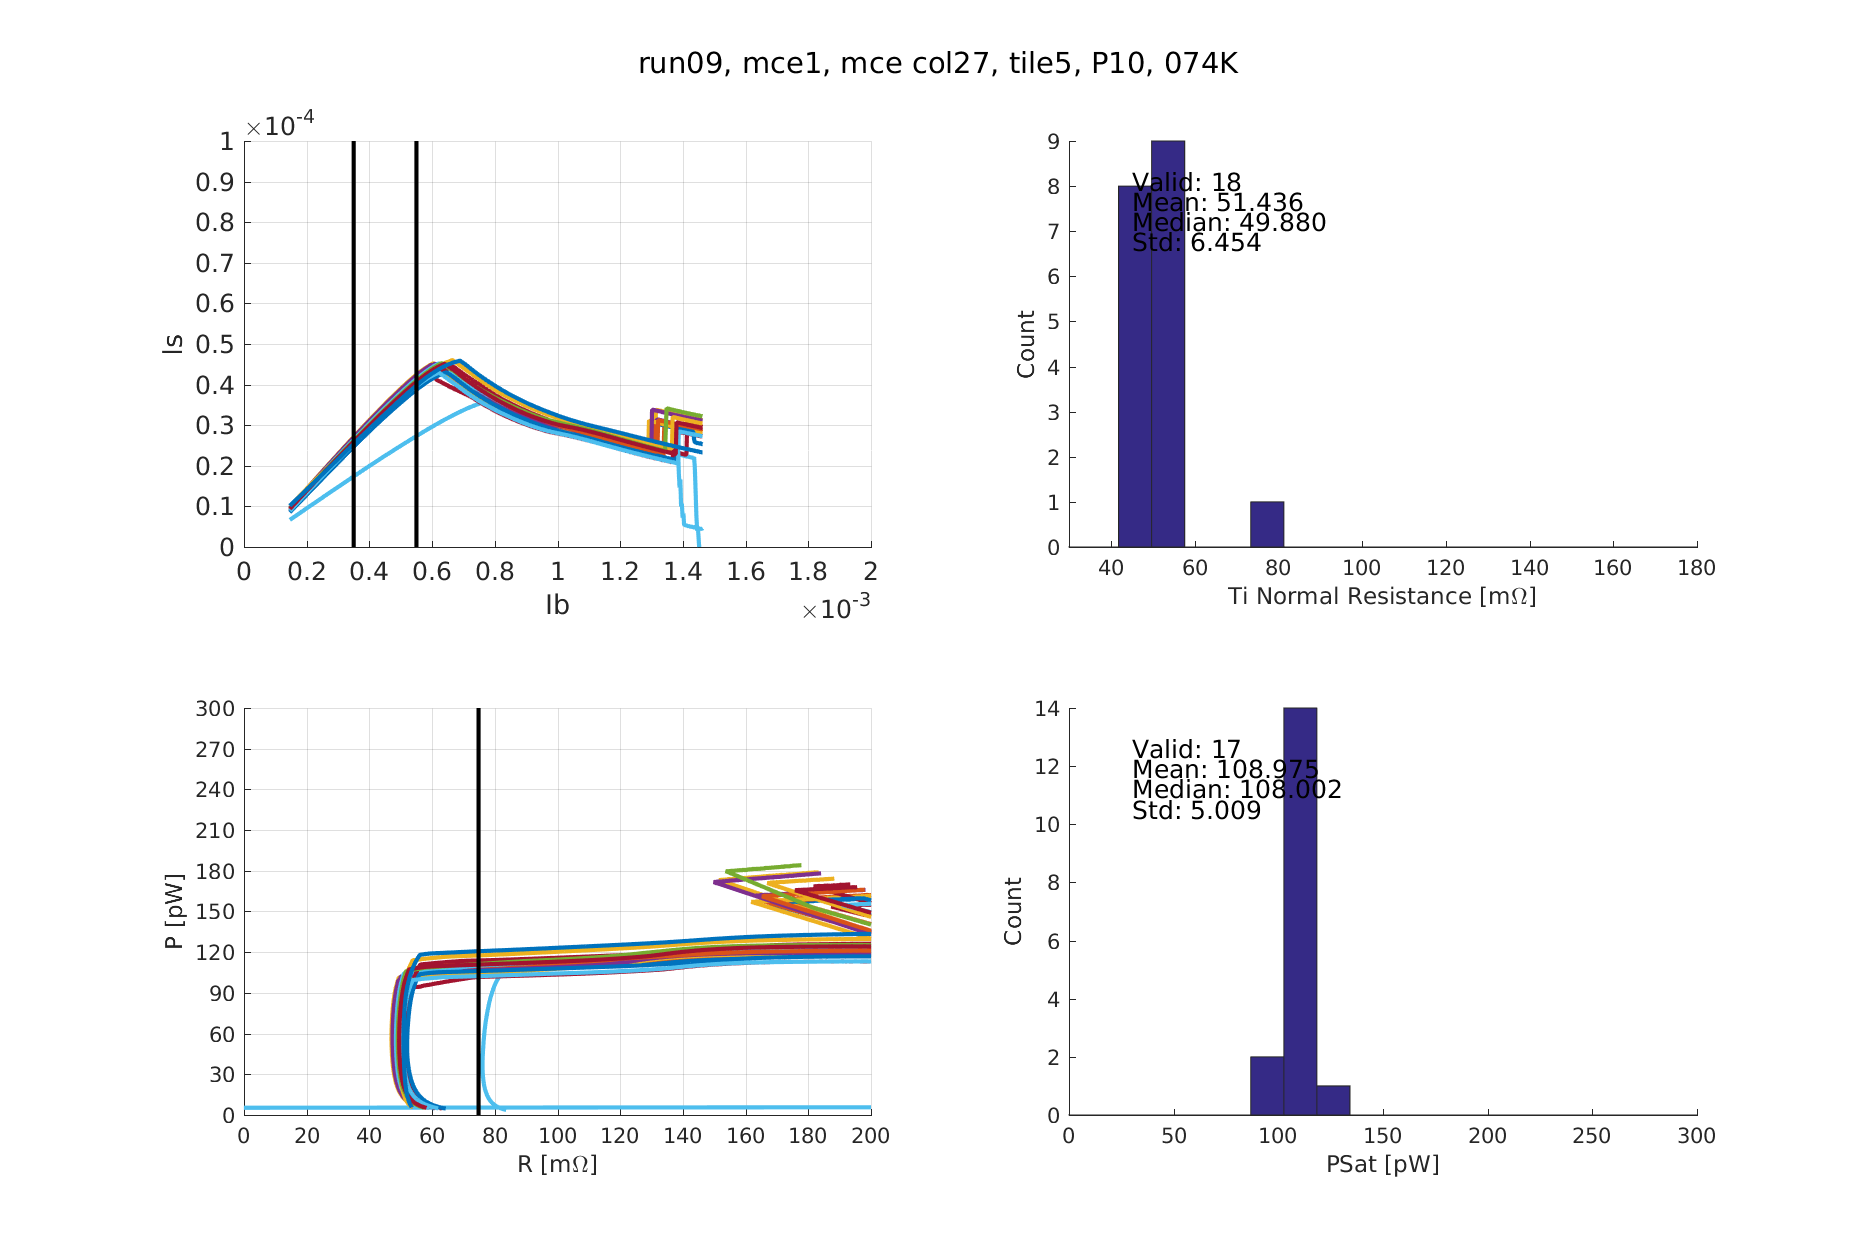 run09, mce1, mce col27, tile5, P10, 074K
×10-4
1
0.9
0.8
0.7
0.6
0.5
0.4
0.3
0.2
0.1
0
Is
0 0.2 0.4 0.6 0.8 1 1.2 1.4 1.6 1.8 2
Ib
×10-3
9
8
7
6
5
4
3
2
1
0
Count
Valid: 18
Mean: 51.436
Median: 49.880
Std: 6.454
40 60 80 100 120 140 160 180
Ti Normal Resistance [mΩ]
300
270
240
210
180
150
120
90
60
30
0
P [pW]
0 20 40 60 80 100 120 140 160 180 200
R [mΩ]
14
12
10
8
6
4
2
0
Count
Valid: 17
Mean: 108.975
Median: 108.002
Std: 5.009
0 50 100 150 200 250 300
PSat [pW]